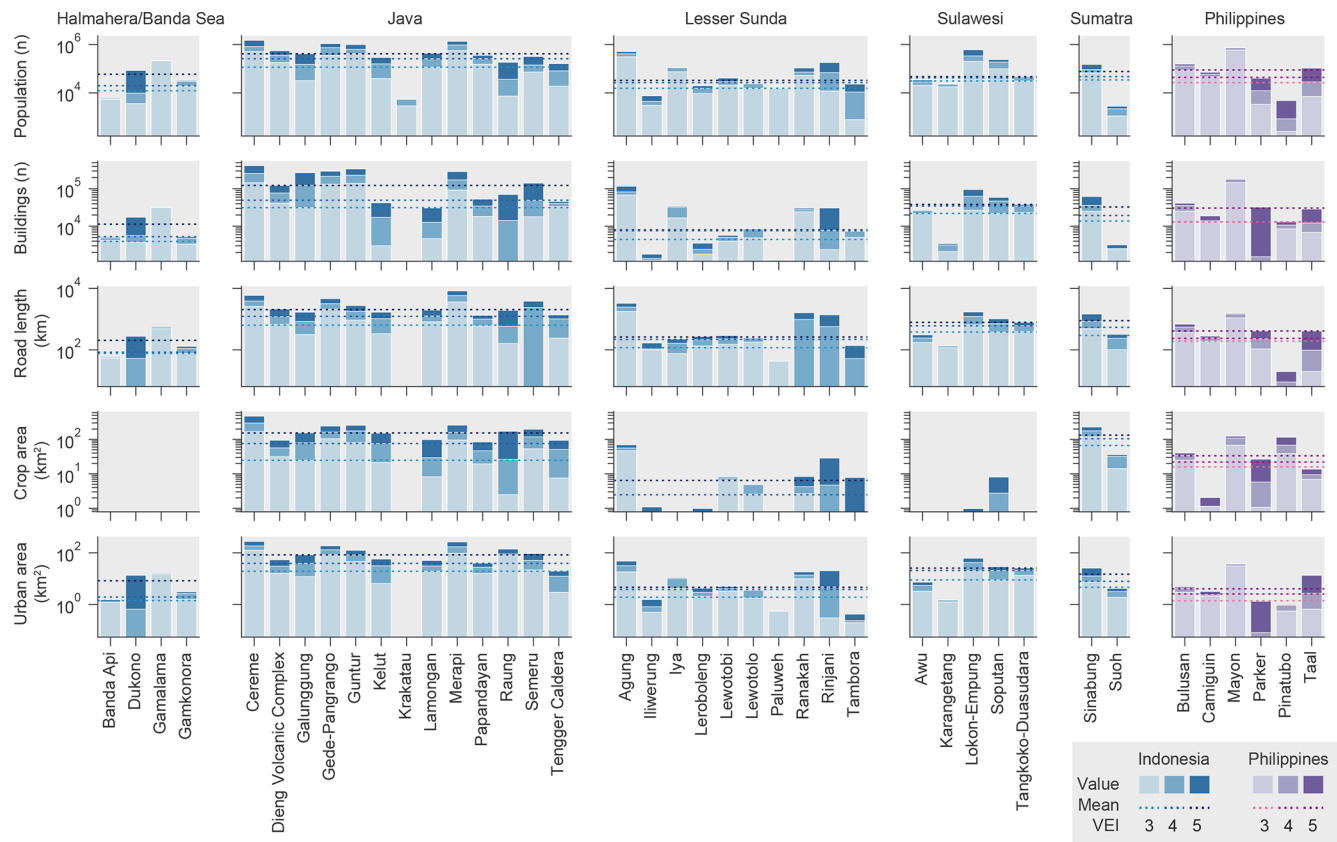 Halmahera/Banda Sea Java Lesser Sunda Sulawesi Sumatra Philippines
Population (n)
10⁶
10⁴
Buildings (n)
10⁵
10⁴
Road length
(km)
10⁴
10²
Crop area
(km²)
10²
10¹
10⁰
Urban area
(km²)
10²
10⁰
Banda Api
Dukono
Gamalama
Gamkonora
Cereme
Dieng Volcanic Complex
Galunggung
Gede-Pangrango
Guntur
Kelut
Krakatau
Lamongan
Merapi
Papandayan
Raung
Semeru
Tengger Caldera
Agung
Iliwerung
Iya
Leroboleng
Lewotobi
Lewotolo
Paluweh
Ranakah
Rinjani
Tambora
Awu
Karangetang
Lokon-Empung
Soputan
Tangkoko-Duasudara
Sinabung
Suoh
Bulusan
Camiguin
Mayon
Parker
Pinatubo
Taal
Indonesia Philippines
Value
Mean
VEI 3 4 5 3 4 5